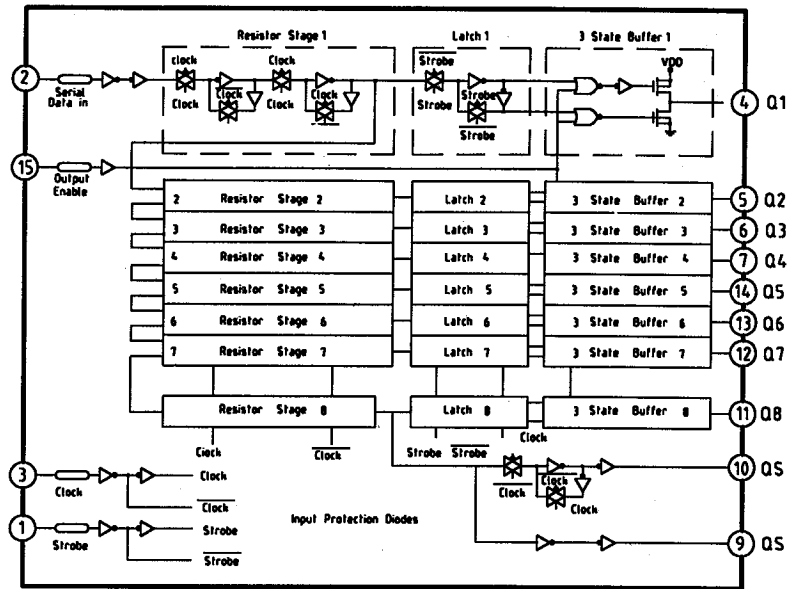 Resistor Stage 1
Latch 1
3 State Buffer 1
VDD
clock
Clock
Strobe
2
Serial
Data in
Clock
Clock
Clock
Clock
Strobe
Strobe
Strobe
4
Q1
15
Output
Enable
2 Resistor Stage 2
Latch 2
3 State Buffer 2
5 Q2
3 Resistor Stage 3
Latch 3
3 State Buffer 3
6 Q3
4 Resistor Stage 4
Latch 4
3 State Buffer 4
7 Q4
5 Resistor Stage 5
Latch 5
3 State Buffer 5
14 Q5
6 Resistor Stage 6
Latch 6
3 State Buffer 6
13 Q6
7 Resistor Stage 7
Latch 7
3 State Buffer 7
12 Q7
Resistor Stage 8
Latch 8
3 State Buffer 8
11 Q8
Clock
Clock
Strobe
Strobe
Clock
3
Clock
Clock
Clock
Clock
Clock
Clock
10 QS
1
Strobe
Strobe
Strobe
Input Protection Diodes
9 QS